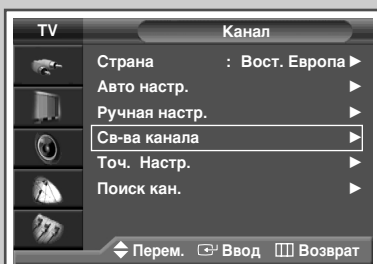 TV
Канал
Страна : Вост. Европа
Авто настр.
Ручная настр.
Св-ва канала
Точ. Настр.
Поиск кан.
Перем. Ввод Возврат